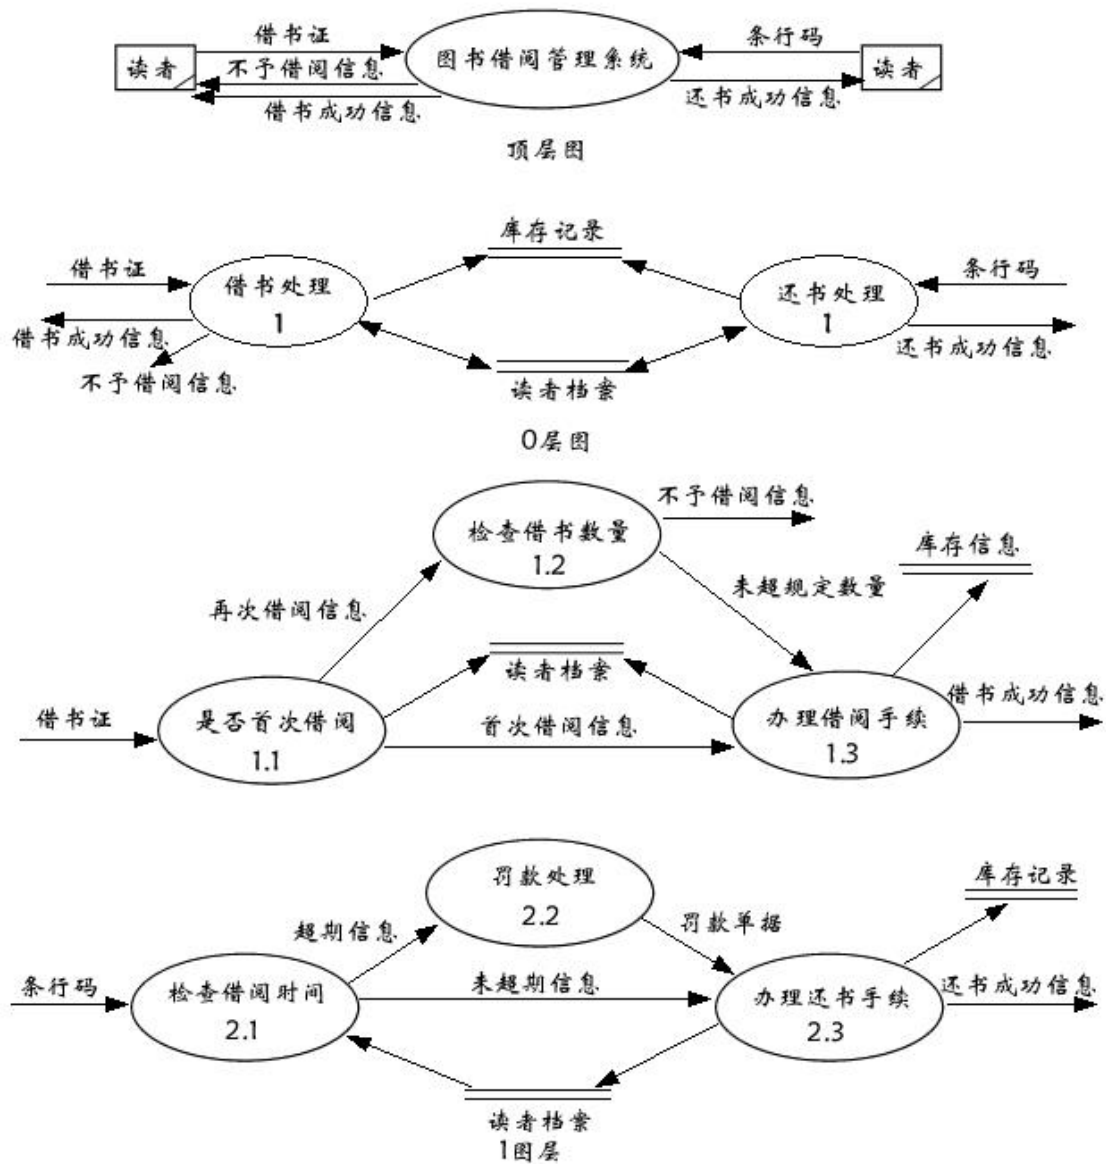 借书证
条行码
读者
图书借阅管理系统
读者
不予借阅信息
还书成功信息
借书成功信息
顶层图
库存记录
借书证
条行码
借书处理
1
还书处理
1
借书成功信息
还书成功信息
不予借阅信息
读者档案
0层图
不予借阅信息
检查借书数量
1.2
库存信息
未超规定数量
再次借阅信息
读者档案
借书证
是否首次借阅
1.1
首次借阅信息
办理借阅手续
1.3
借书成功信息
罚款处理
2.2
库存记录
超期信息
罚款单据
条行码
检查借阅时间
2.1
未超期信息
办理还书手续
2.3
还书成功信息
读者档案
1图层